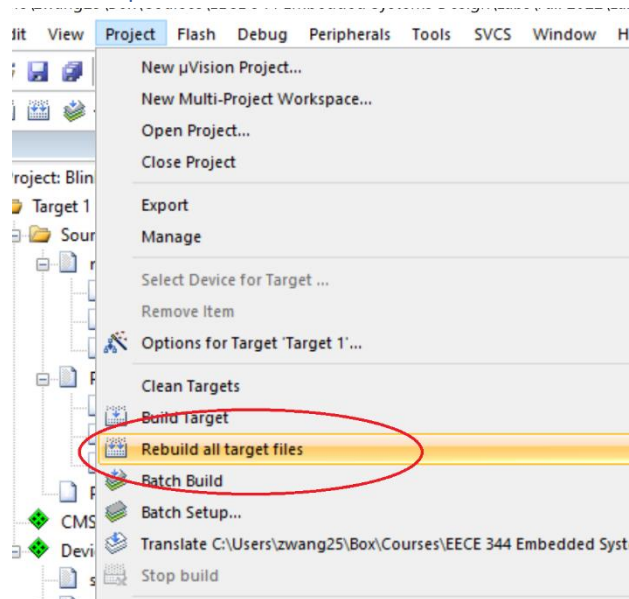 dit View Project Flash Debug Peripherals Tools SVCS Window H
New µVision Project...
New Multi-Project Workspace...
Open Project...
Close Project
roject: Blin
Target 1
Export
Sour
Manage
r
Select Device for Target ...
Remove Item
Options for Target 'Target 1'...
Clean Targets
Build Target
Rebuild all target files
Batch Build
CMS
Batch Setup...
Devi
Translate C:\Users\zwang25\Box\Courses\EECE 344 Embedded Syst
s
Stop build